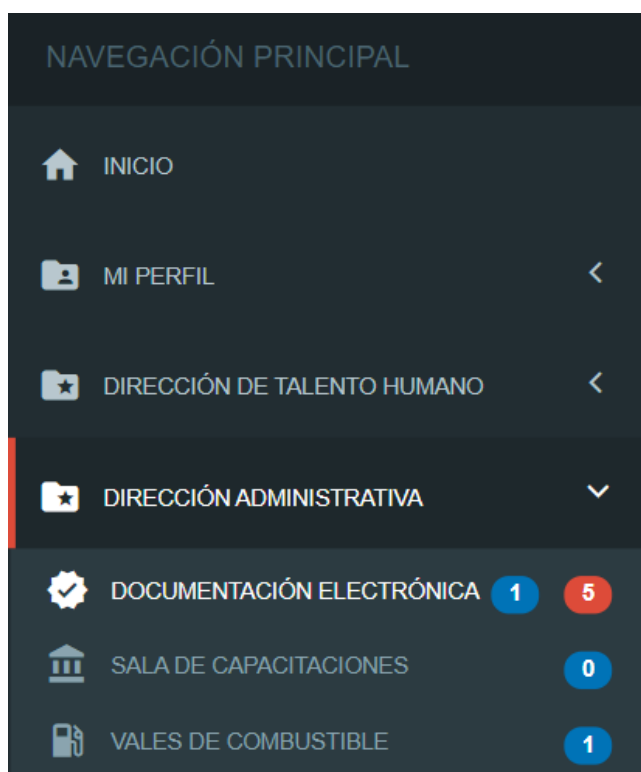 NAVEGACIÓN PRINCIPAL
INICIO
MI PERFIL
DIRECCIÓN DE TALENTO HUMANO
DIRECCIÓN ADMINISTRATIVA
DOCUMENTACIÓN ELECTRÓNICA 1 5
SALA DE CAPACITACIONES 0
VALES DE COMBUSTIBLE 1